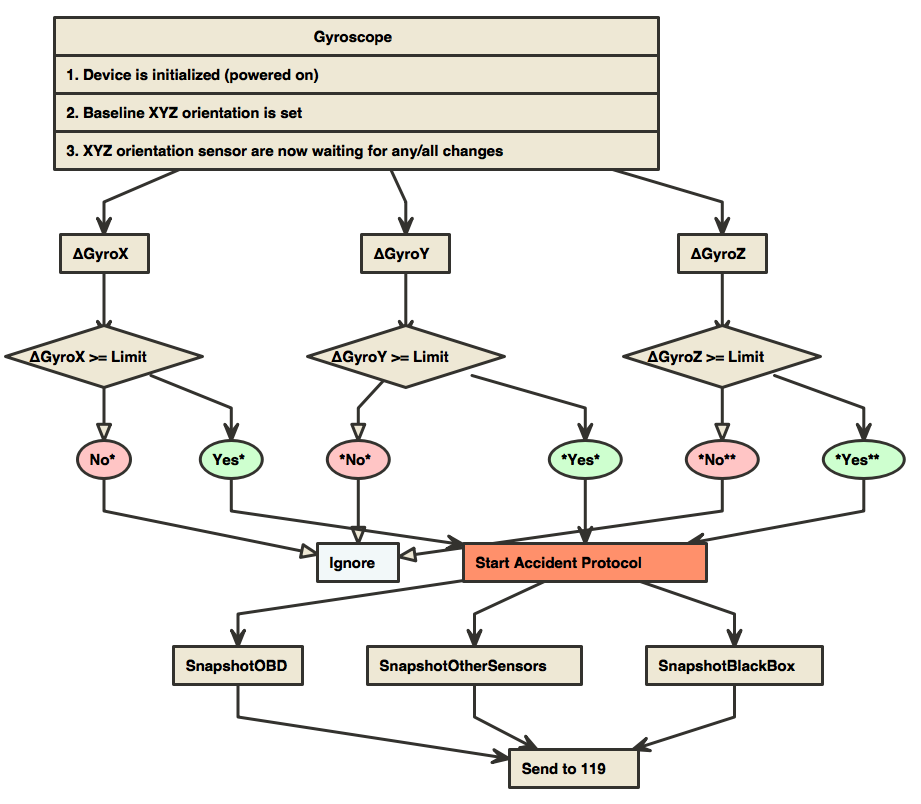 Gyroscope
1. Device is initialized (powered on)
2. Baseline XYZ orientation is set
3. XYZ orientation sensor are now waiting for any/all changes
ΔGyroX
ΔGyroY
ΔGyroZ
ΔGyroX >= Limit
ΔGyroY >= Limit
ΔGyroZ >= Limit
No*
Yes*
*No*
*Yes*
*No**
*Yes**
Ignore
Start Accident Protocol
SnapshotOBD
SnapshotOtherSensors
SnapshotBlackBox
Send to 119